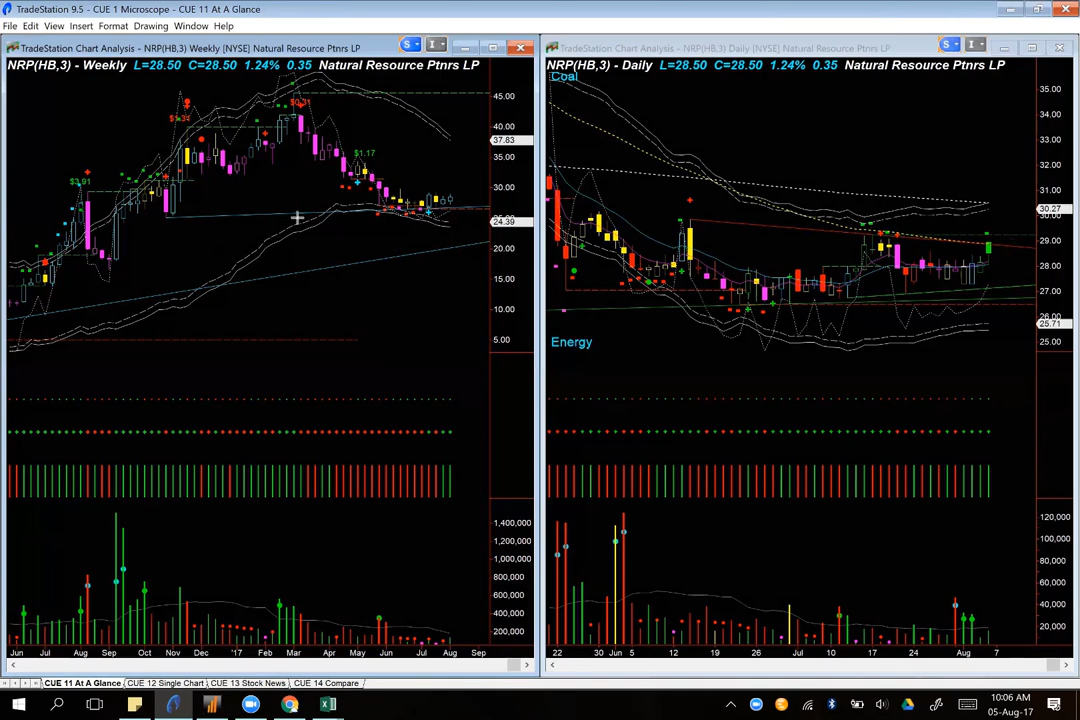 TradeStation 9.5 - CUE 1 Microscope - CUE 11 At A Glance
File Edit View Insert Format Drawing Window Help
TradeStation Chart Analysis - NRP(HB,3) Weekly [NYSE] Natural Resource Ptnrs LP
S
I
NRP(HB,3) - Weekly L=28.50 C=28.50 1.24% 0.35 Natural Resource Ptnrs LP
45.00
40.00
37.83
35.00
30.00
24.39
20.00
15.00
10.00
5.00
$3.91
$0.31
$1.17
1,400,000
1,200,000
1,000,000
800,000
600,000
400,000
200,000
Jun Jul Aug Sep Oct Nov Dec '17 Feb Mar Apr May Jun Jul Aug Sep
TradeStation Chart Analysis - NRP(HB,3) Daily [NYSE] Natural Resource Ptnrs LP
S
I
NRP(HB,3) - Daily L=28.50 C=28.50 1.24% 0.35 Natural Resource Ptnrs LP
Coal
Energy
35.00
34.00
33.00
32.00
31.00
30.27
30.00
29.00
28.00
27.00
26.00
25.71
25.00
120,000
100,000
80,000
60,000
40,000
20,000
22 30 Jun 5 12 19 26 Jul 10 17 24 Aug 7
CUE 11 At A Glance CUE 12 Single Chart CUE 13 Stock News CUE 14 Compare
10:06 AM
05-Aug-17